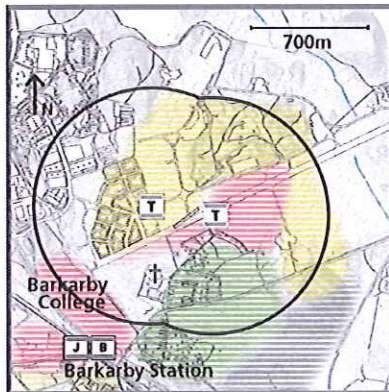 700m
N
T
T
Barkarby
College
J B
Barkarby Station